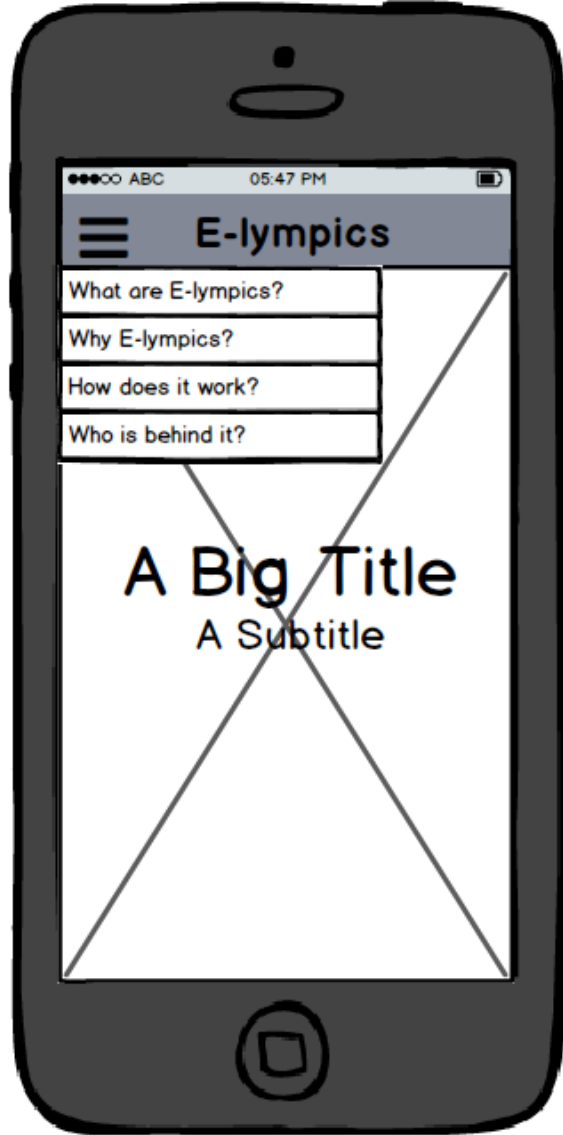 ABC 05:47 PM
E-lympics
What are E-lympics?
Why E-lympics?
How does it work?
Who is behind it?
A Big Title
A Subtitle